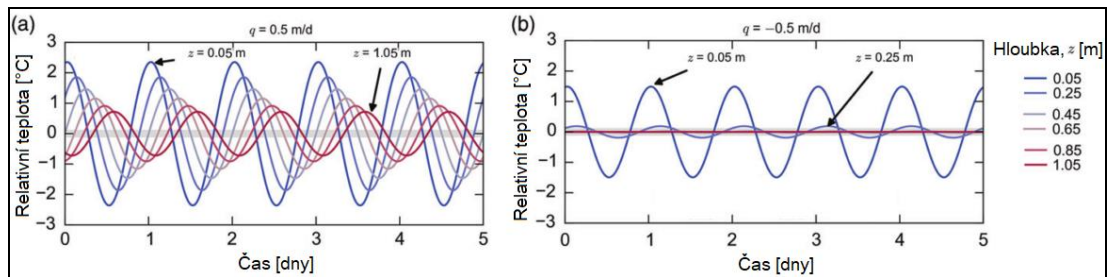 (a)
q = 0.5 m/d
z = 0.05 m
z = 1.05 m
Relativní teplota [°C]
3
2
1
0
−1
−2
−3
0 1 2 3 4 5
Čas [dny]
(b)
q = −0.5 m/d
z = 0.05 m
z = 0.25 m
Relativní teplota [°C]
3
2
1
0
−1
−2
−3
0 1 2 3 4 5
Čas [dny]
Hloubka, z [m]
0.05
0.25
0.45
0.65
0.85
1.05